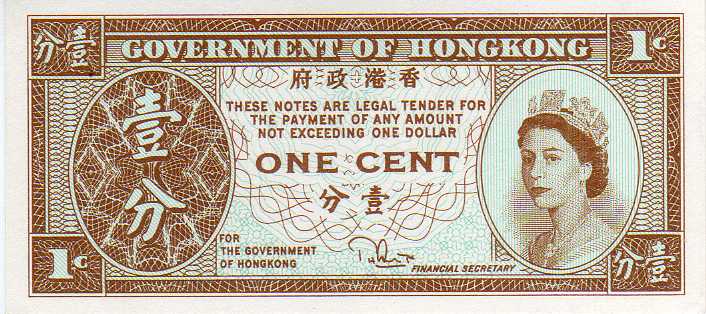 分壹
GOVERNMENT OF HONGKONG
1¢
府政港香
THESE NOTES ARE LEGAL TENDER FOR
THE PAYMENT OF ANY AMOUNT
NOT EXCEEDING ONE DOLLAR
壹
分
ONE CENT
分壹
FOR
THE GOVERNMENT
OF HONGKONG
FINANCIAL SECRETARY
1¢
分壹